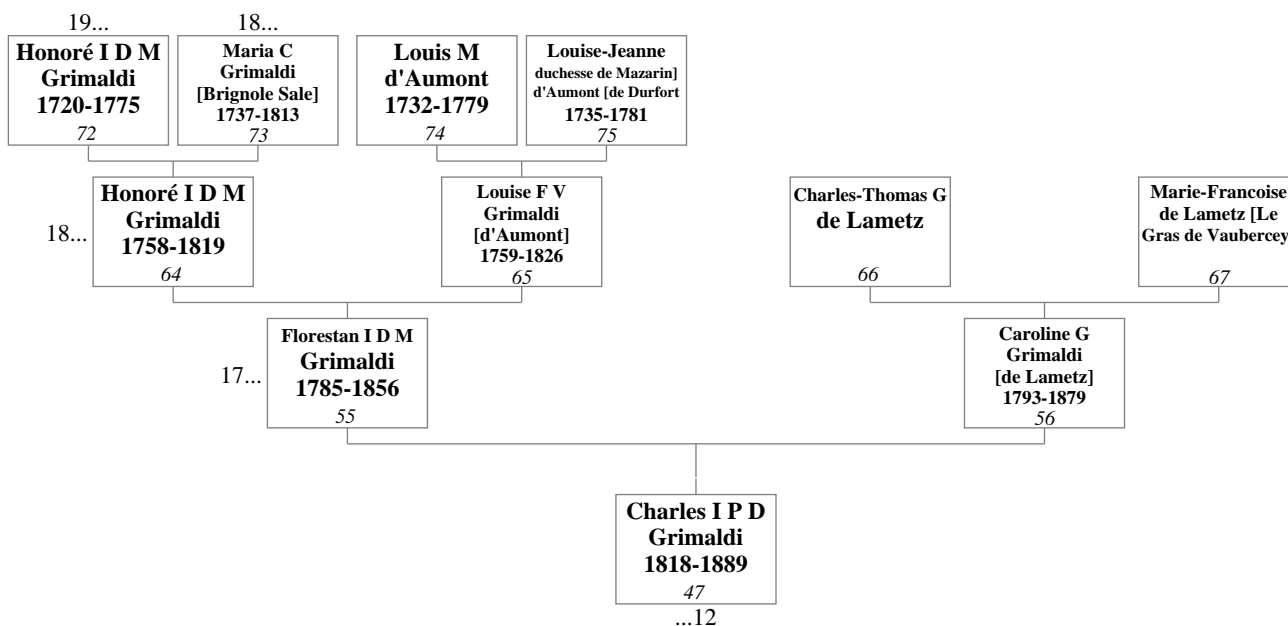 19...
18...
Honoré I D M
Grimaldi
1720-1775
72
Maria C
Grimaldi
[Brignole Sale]
1737-1813
73
Louis M
d'Aumont
1732-1779
74
Louise-Jeanne
duchesse de Mazarin]
d'Aumont [de Durfort
1735-1781
75
18...
Honoré I D M
Grimaldi
1758-1819
64
Louise F V
Grimaldi
[d'Aumont]
1759-1826
65
Charles-Thomas G
de Lametz
66
Marie-Francoise
de Lametz [Le
Gras de Vaubercey
67
17...
Florestan I D M
Grimaldi
1785-1856
55
Caroline G
Grimaldi
[de Lametz]
1793-1879
56
Charles I P D
Grimaldi
1818-1889
47
...12